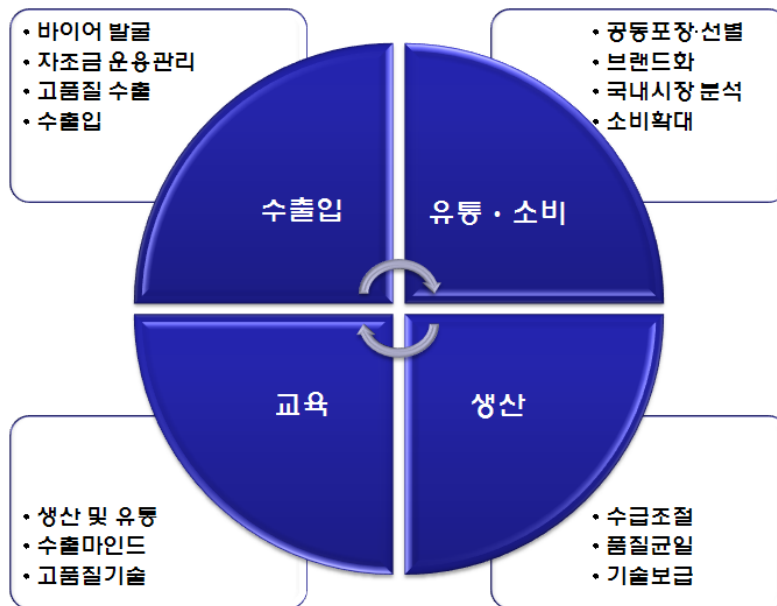 • 바이어 발굴
• 자조금 운용관리
• 고품질 수출
• 수출입
• 공동포장·선별
• 브랜드화
• 국내시장 분석
• 소비확대
수출입
유통 · 소비
교육
생산
• 생산 및 유통
• 수출마인드
• 고품질기술
• 수급조절
• 품질균일
• 기술보급